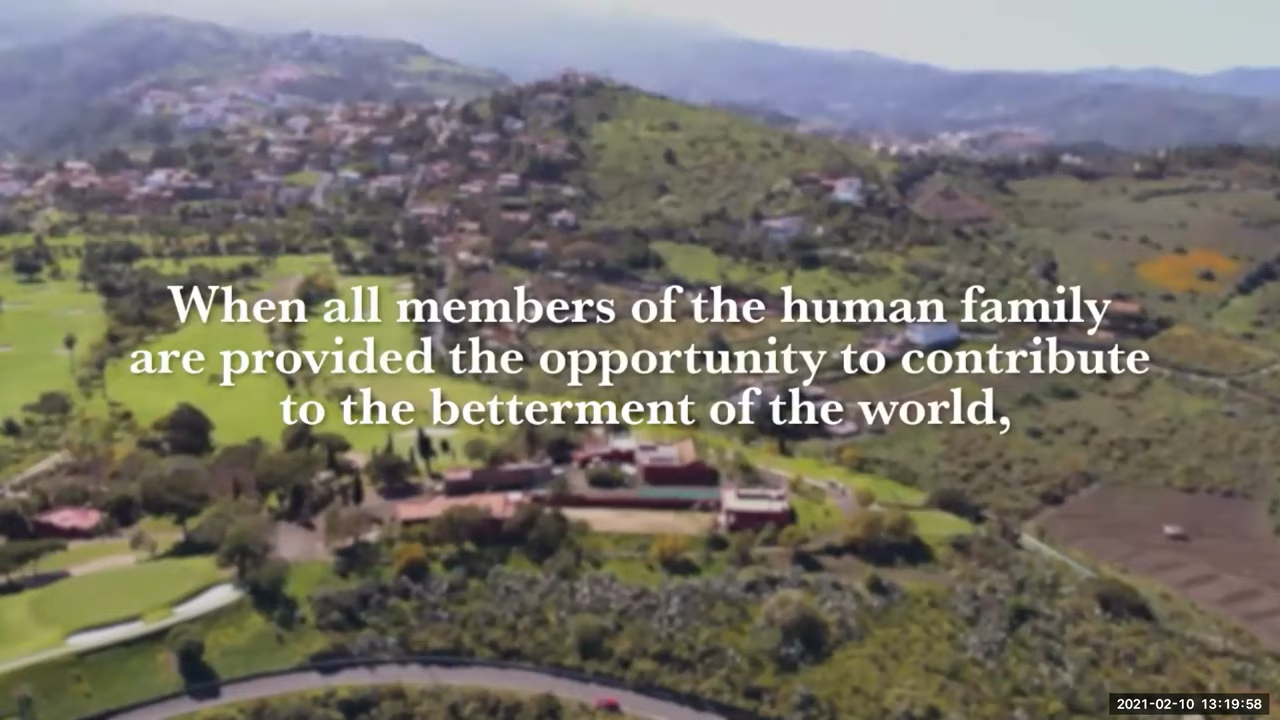 When all members of the human family
are provided the opportunity to contribute
to the betterment of the world,
2021-02-10 13:19:58